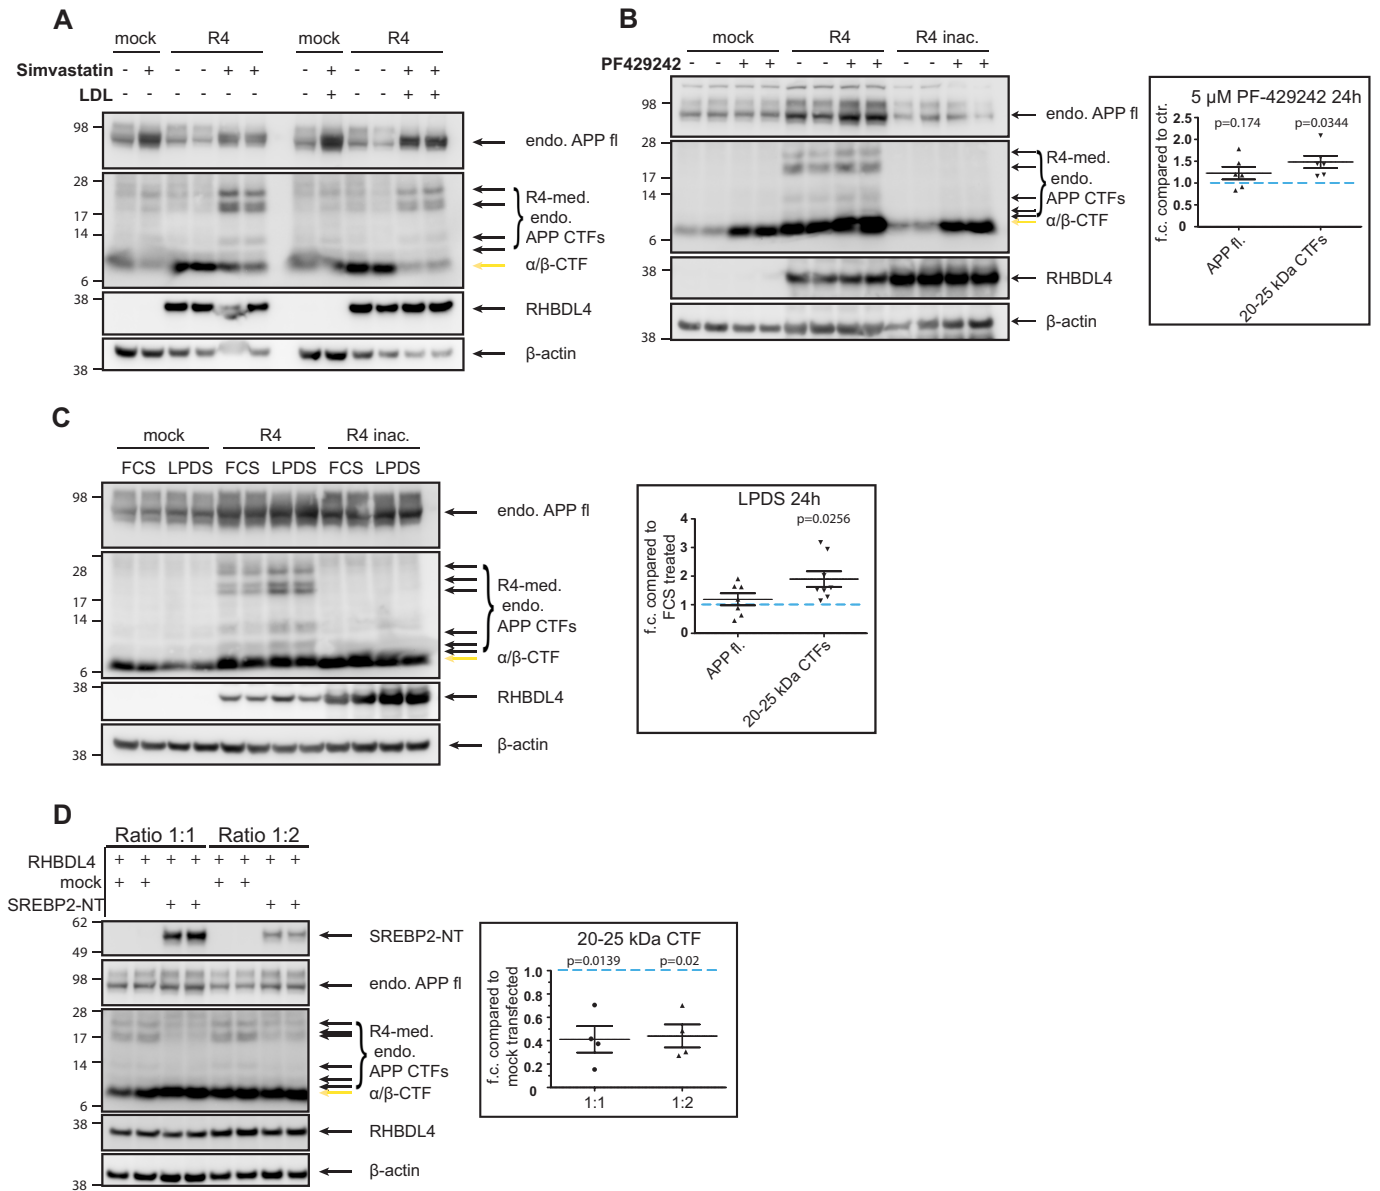 A
mock R4 mock R4
Simvastatin - + - - + + - + - - + +
LDL - - - - - - - + - - + +
98
endo. APP fl
28
17
14
6
R4-med.
endo.
APP CTFs
α/β-CTF
38
RHBDL4
β-actin
38
B
mock R4 R4 inac.
PF429242 - - + + - - + + - - + +
98
endo. APP fl
28
17
14
6
R4-med.
endo.
APP CTFs
α/β-CTF
38
RHBDL4
β-actin
38
5 µM PF-429242 24h
p=0.174 p=0.0344
f.c. compared to ctr.
2.5
2.0
1.5
1.0
0.5
0
APP fl.
20-25 kDa CTFs
C
mock R4 R4 inac.
FCS LPDS FCS LPDS FCS LPDS
98
endo. APP fl
28
17
14
6
R4-med.
endo.
APP CTFs
α/β-CTF
38
RHBDL4
β-actin
38
LPDS 24h
p=0.0256
f.c. compared to
FCS treated
4
3
2
1
0
APP fl.
20-25 kDa CTFs
D
Ratio 1:1 Ratio 1:2
RHBDL4 + + + + + + + +
mock + + + +
SREBP2-NT + + + +
62
49
SREBP2-NT
98
endo. APP fl
28
17
14
6
R4-med.
endo.
APP CTFs
α/β-CTF
38
RHBDL4
β-actin
38
20-25 kDa CTF
p=0.0139 p=0.02
f.c. compared to
mock transfected
1.0
0.8
0.6
0.4
0.2
0
1:1 1:2